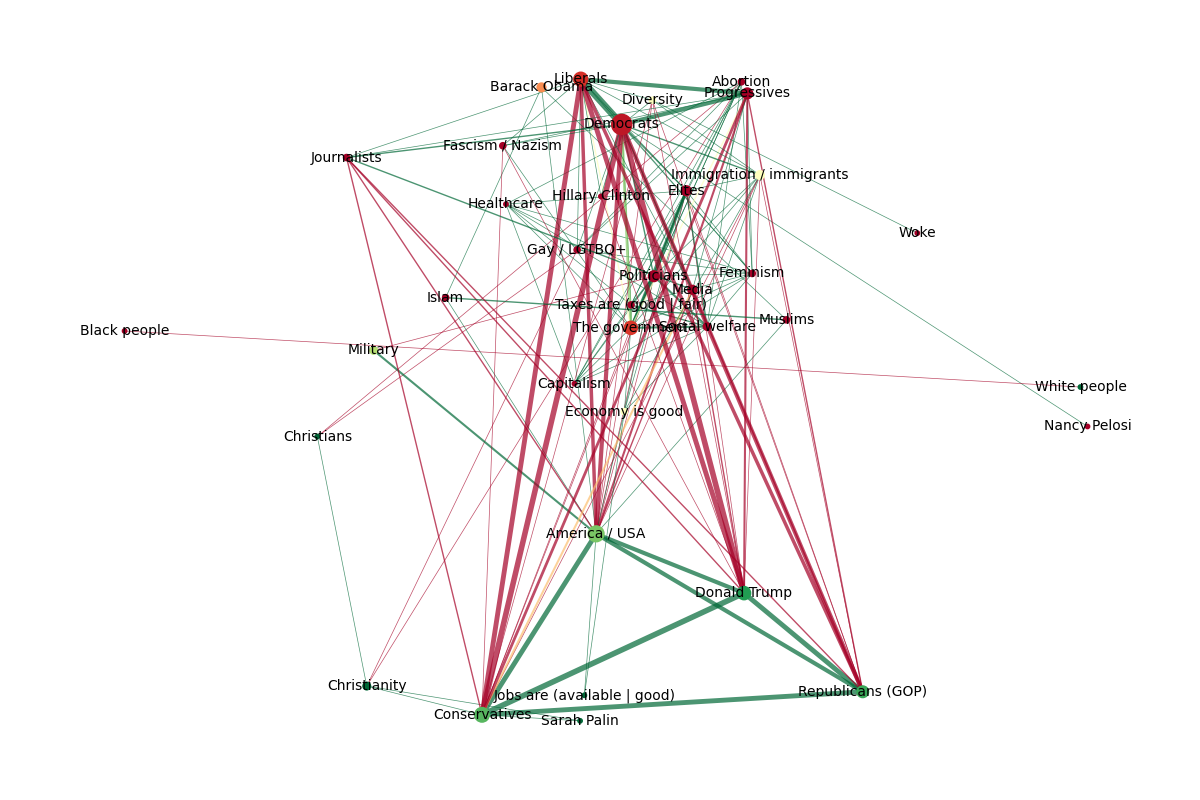 Liberals
Abortion
Barack Obama
Progressives
Diversity
Democrats
Fascism / Nazism
Journalists
Immigration / immigrants
Elites
Hillary Clinton
Healthcare
Woke
Gay / LGTBQ+
Feminism
Politicians
Media
Islam
Taxes are (good | fair)
Muslims
The government
Social welfare
Black people
Military
Capitalism
White people
Economy is good
Nancy Pelosi
Christians
America / USA
Donald Trump
Christianity
Republicans (GOP)
Jobs are (available | good)
Conservatives
Sarah Palin